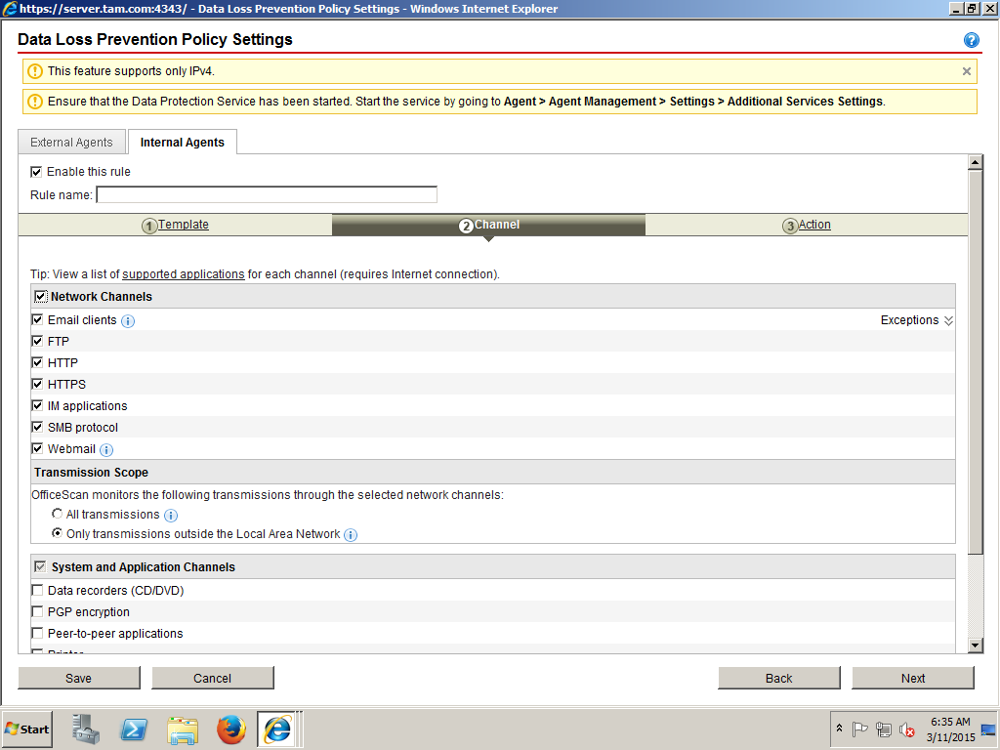 https://server.tam.com:4343/ - Data Loss Prevention Policy Settings - Windows Internet Explorer
Data Loss Prevention Policy Settings
This feature supports only IPv4.
Ensure that the Data Protection Service has been started. Start the service by going to Agent > Agent Management > Settings > Additional Services Settings.
External Agents
Internal Agents
Enable this rule
Rule name:
1 Template
2 Channel
3 Action
Tip: View a list of supported applications for each channel (requires Internet connection).
Network Channels
Email clients
Exceptions
FTP
HTTP
HTTPS
IM applications
SMB protocol
Webmail
Transmission Scope
OfficeScan monitors the following transmissions through the selected network channels:
All transmissions
Only transmissions outside the Local Area Network
System and Application Channels
Data recorders (CD/DVD)
PGP encryption
Peer-to-peer applications
Printer
Save
Cancel
Back
Next
Start
6:35 AM
3/11/2015